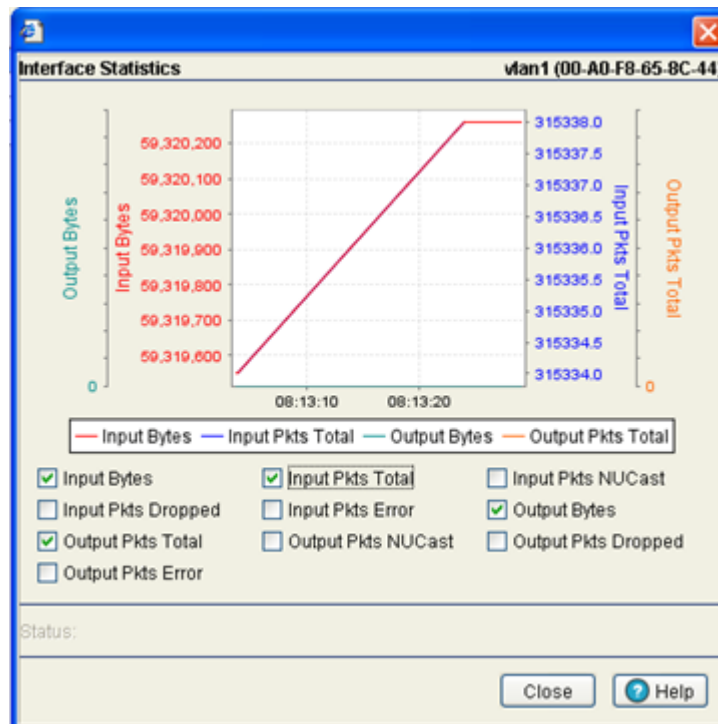 Interface Statistics vlan1 (00-A0-F8-65-8C-44
Output Bytes
0
Input Bytes
59,320,200
59,320,100
59,320,000
59,319,900
59,319,800
59,319,700
59,319,600
315338.0
315337.5
315337.0
315336.5
315336.0
315335.5
315335.0
315334.5
315334.0
Input Pkts Total
Output Pkts Total
0
08:13:10 08:13:20
Input Bytes Input Pkts Total Output Bytes Output Pkts Total
Input Bytes Input Pkts Total Input Pkts NUCast
Input Pkts Dropped Input Pkts Error Output Bytes
Output Pkts Total Output Pkts NUCast Output Pkts Dropped
Output Pkts Error
Status:
Close Help